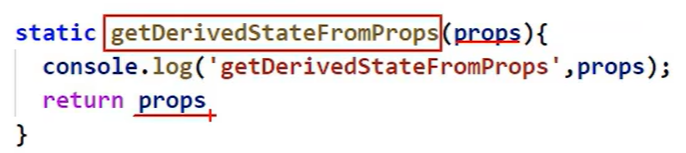 static getDerivedStateFromProps(props){
console.log('getDerivedStateFromProps',props);
return props
}